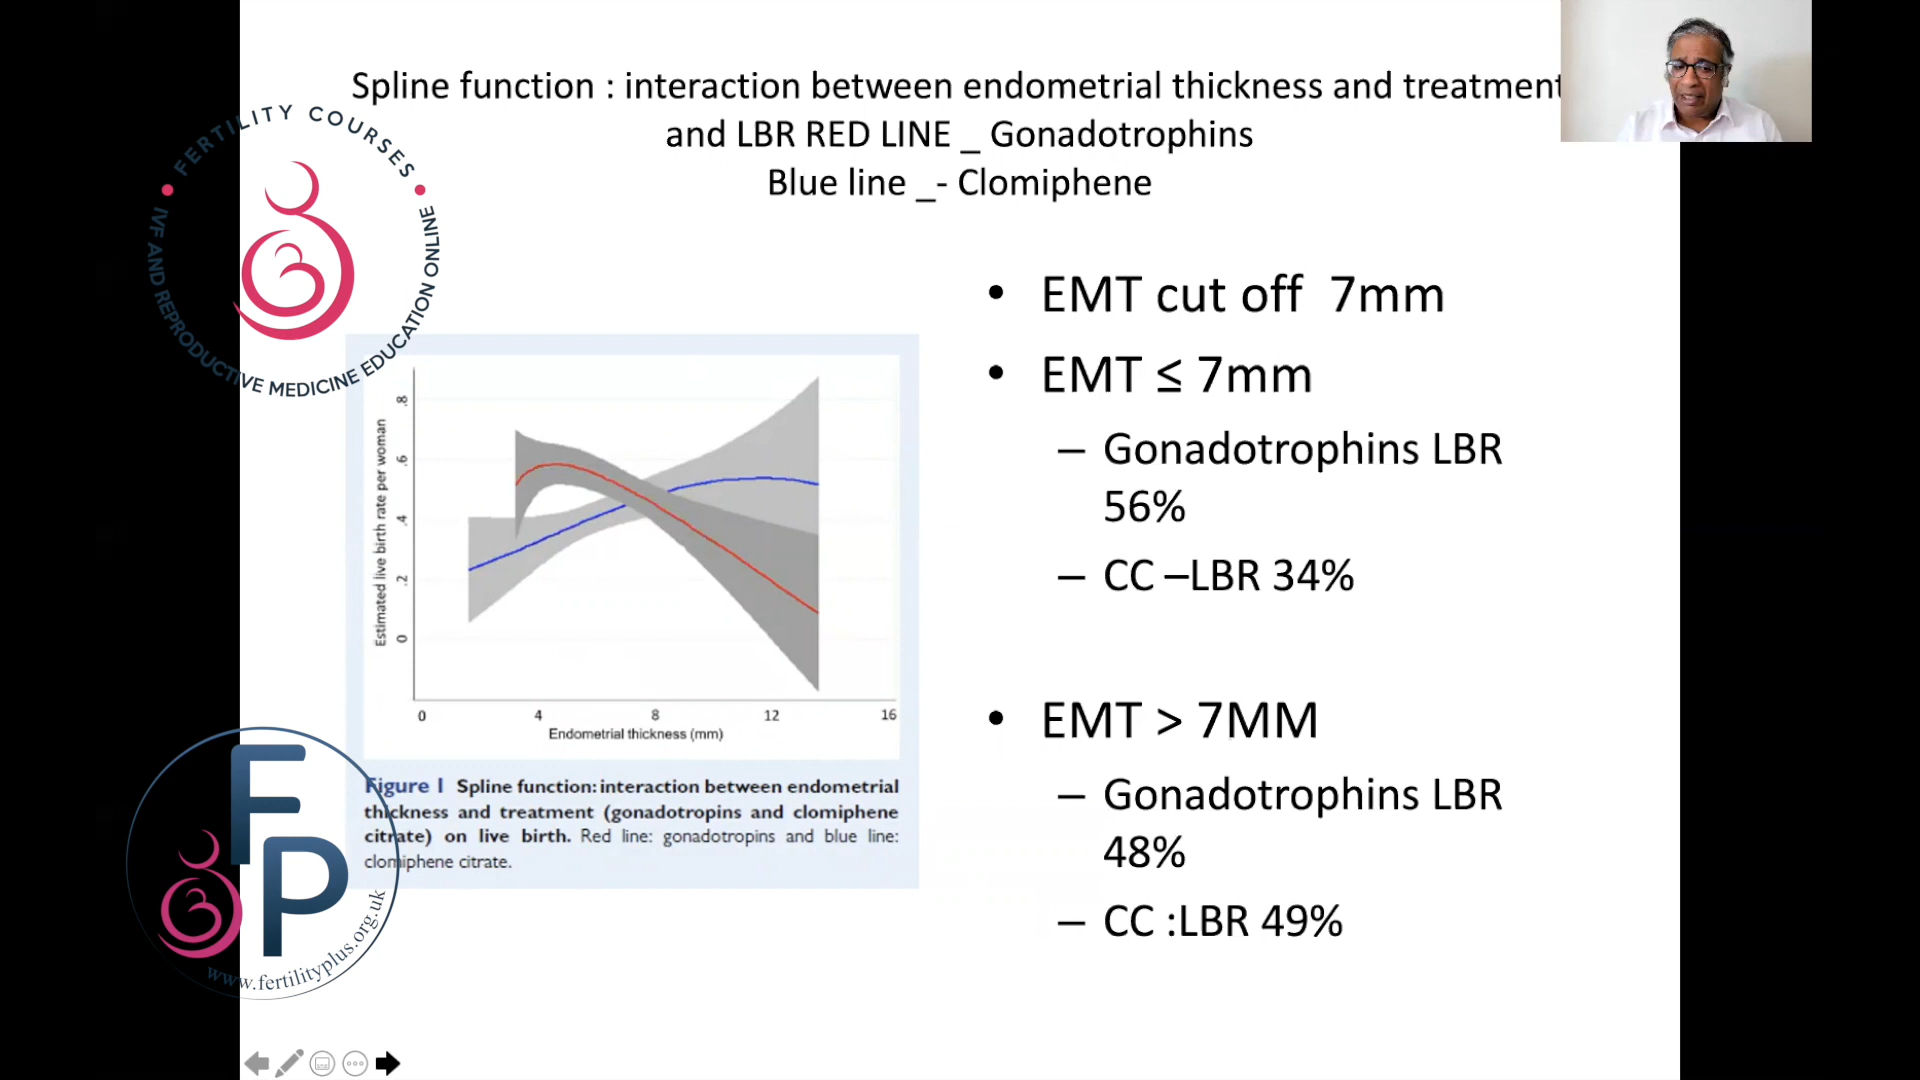 Spline function : interaction between endometrial thickness and treatment
and LBR RED LINE _ Gonadotrophins
Blue line _- Clomiphene
• FERTILITY COURSES •
IVF AND REPRODUCTIVE MEDICINE EDUCATION ONLINE
Estimated live birth rate per woman
.8
.6
.4
.2
0
0 4 8 12 16
Endometrial thickness (mm)
Figure 1 Spline function: interaction between endometrial
thickness and treatment (gonadotropins and clomiphene
citrate) on live birth. Red line: gonadotropins and blue line:
clomiphene citrate.
FP
www.fertilityplus.org.uk
• EMT cut off 7mm
• EMT ≤ 7mm
– Gonadotrophins LBR
56%
– CC –LBR 34%
• EMT > 7MM
– Gonadotrophins LBR
48%
– CC :LBR 49%